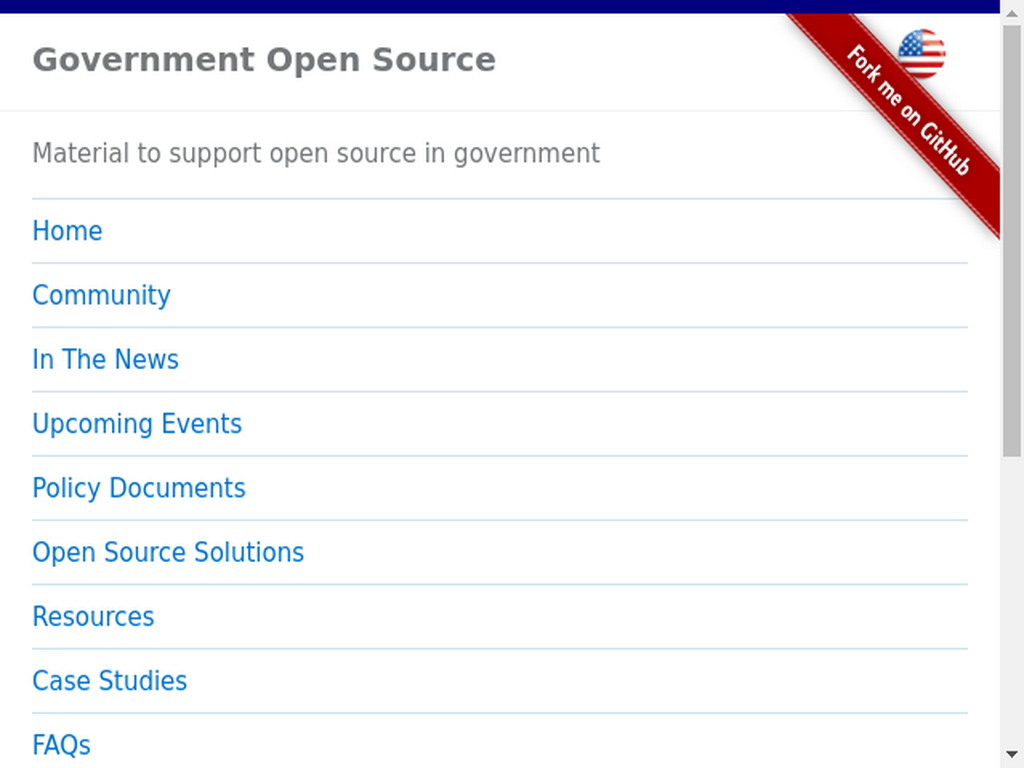 Government Open Source
Fork me on GitHub
Material to support open source in government
Home
Community
In The News
Upcoming Events
Policy Documents
Open Source Solutions
Resources
Case Studies
FAQs